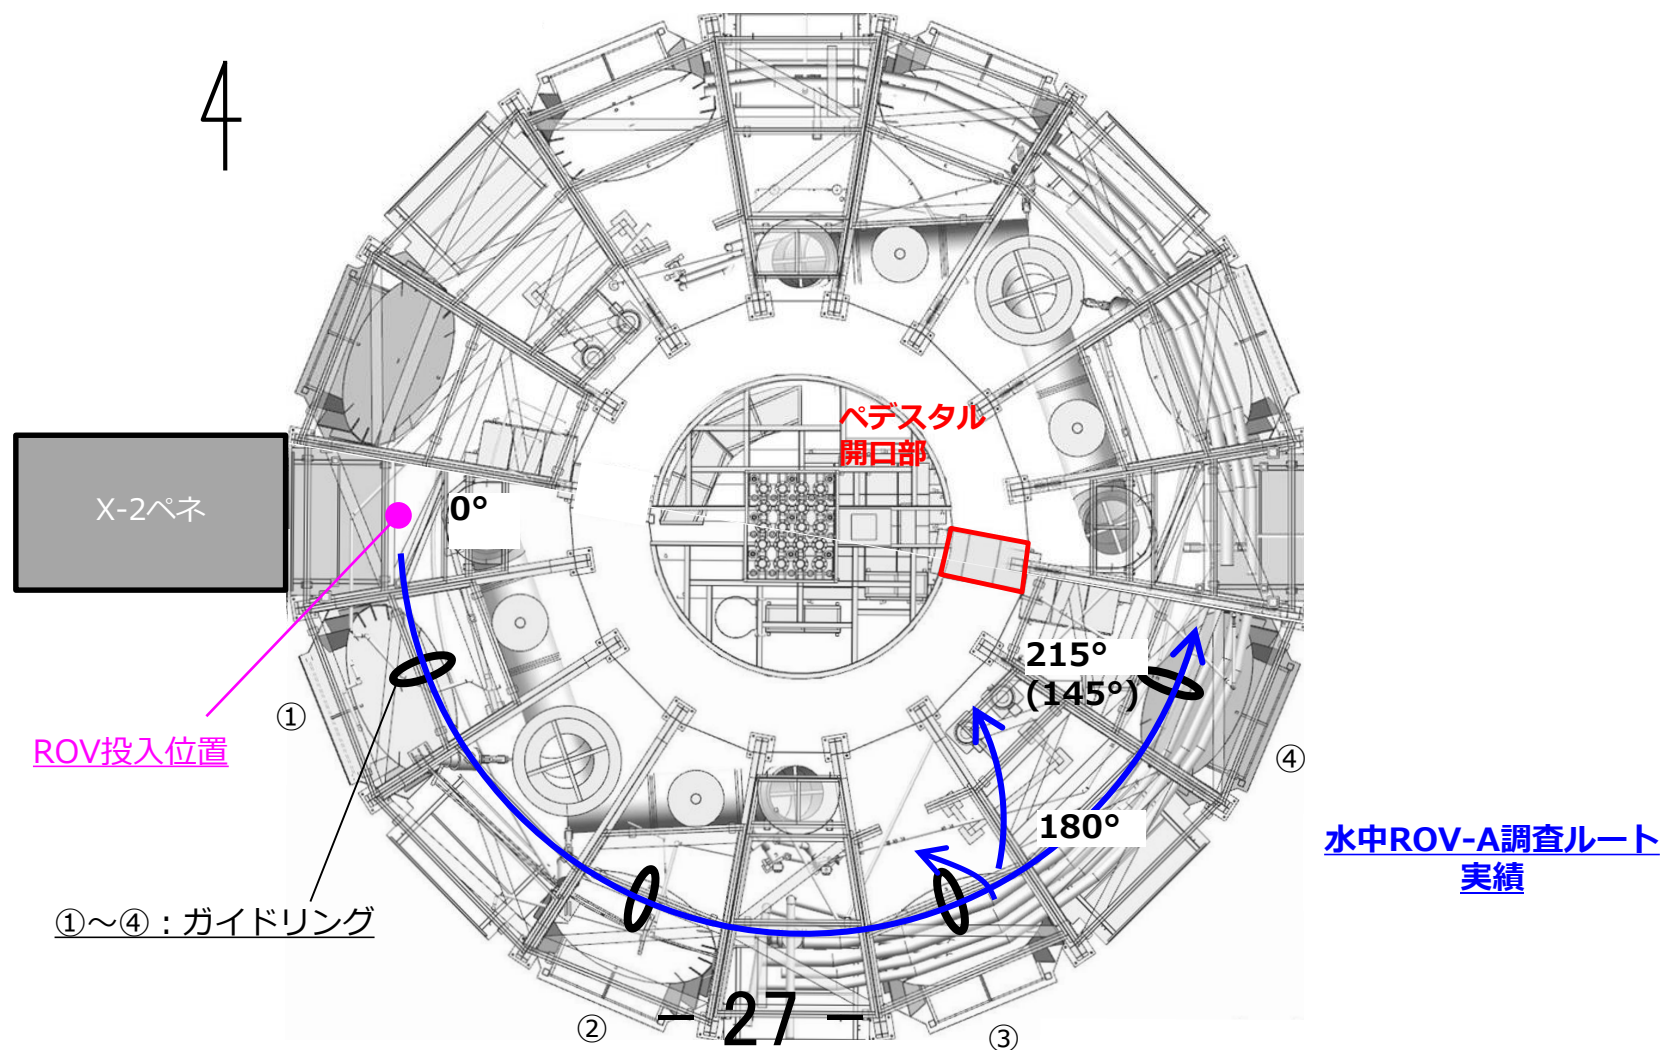 ペデスタル
開口部
X-2ペネ
0°
215°
(145°)
①
ROV投入位置
④
180°
水中ROV-A調査ルート
実績
①～④：ガイドリング
②
－ 27 －
③